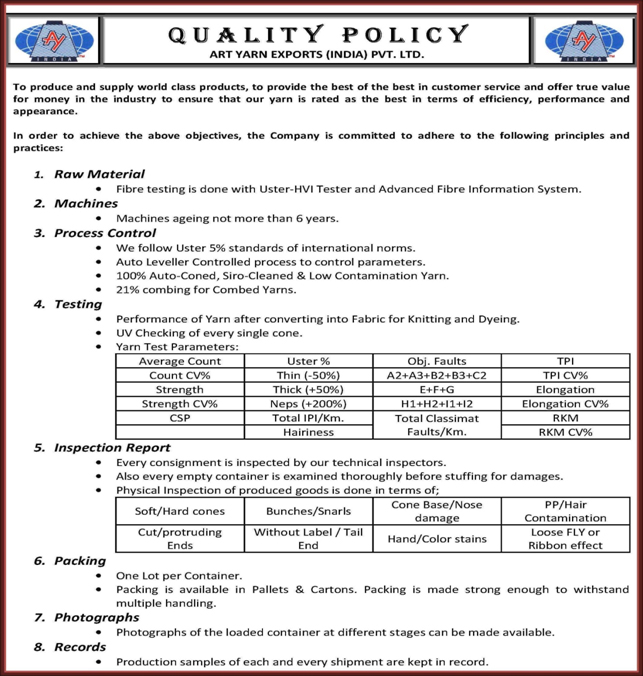 AY
INDIA
QUALITY POLICY
ART YARN EXPORTS (INDIA) PVT. LTD.
AY
INDIA
To produce and supply world class products, to provide the best of the best in customer service and offer true value
for money in the industry to ensure that our yarn is rated as the best in terms of efficiency, performance and
appearance.
In order to achieve the above objectives, the Company is committed to adhere to the following principles and
practices:
1. Raw Material
• Fibre testing is done with Uster-HVI Tester and Advanced Fibre Information System.
2. Machines
• Machines ageing not more than 6 years.
3. Process Control
• We follow Uster 5% standards of international norms.
• Auto Leveller Controlled process to control parameters.
• 100% Auto-Coned, Siro-Cleaned & Low Contamination Yarn.
• 21% combing for Combed Yarns.
4. Testing
• Performance of Yarn after converting into Fabric for Knitting and Dyeing.
• UV Checking of every single cone.
• Yarn Test Parameters:
Average Count Uster % Obj. Faults TPI
Count CV% Thin (-50%) A2+A3+B2+B3+C2 TPI CV%
Strength Thick (+50%) E+F+G Elongation
Strength CV% Neps (+200%) H1+H2+I1+I2 Elongation CV%
CSP Total IPI/Km. Total Classimat RKM
Hairiness Faults/Km. RKM CV%
5. Inspection Report
• Every consignment is inspected by our technical inspectors.
• Also every empty container is examined thoroughly before stuffing for damages.
• Physical Inspection of produced goods is done in terms of;
Soft/Hard cones Bunches/Snarls Cone Base/Nose
damage PP/Hair
Contamination
Cut/protruding
Ends Without Label / Tail
End Hand/Color stains Loose FLY or
Ribbon effect
6. Packing
• One Lot per Container.
• Packing is available in Pallets & Cartons. Packing is made strong enough to withstand
multiple handling.
7. Photographs
• Photographs of the loaded container at different stages can be made available.
8. Records
• Production samples of each and every shipment are kept in record.